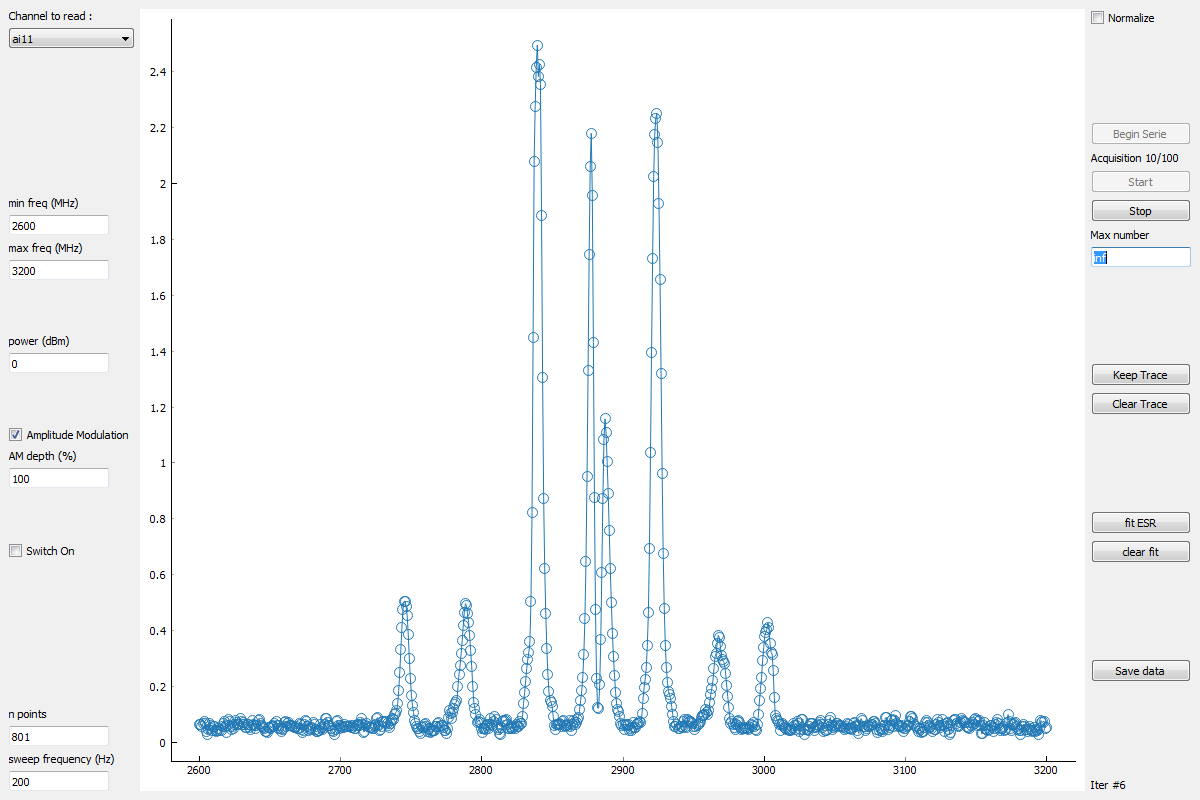 Channel to read :
ai11
min freq (MHz)
2600
max freq (MHz)
3200
power (dBm)
0
Amplitude Modulation
AM depth (%)
100
Switch On
n points
801
sweep frequency (Hz)
200
2.4
2.2
2
1.8
1.6
1.4
1.2
1
0.8
0.6
0.4
0.2
0
2600 2700 2800 2900 3000 3100 3200
Normalize
Begin Serie
Acquisition 10/100
Start
Stop
Max number
inf
Keep Trace
Clear Trace
fit ESR
clear fit
Save data
Iter #6